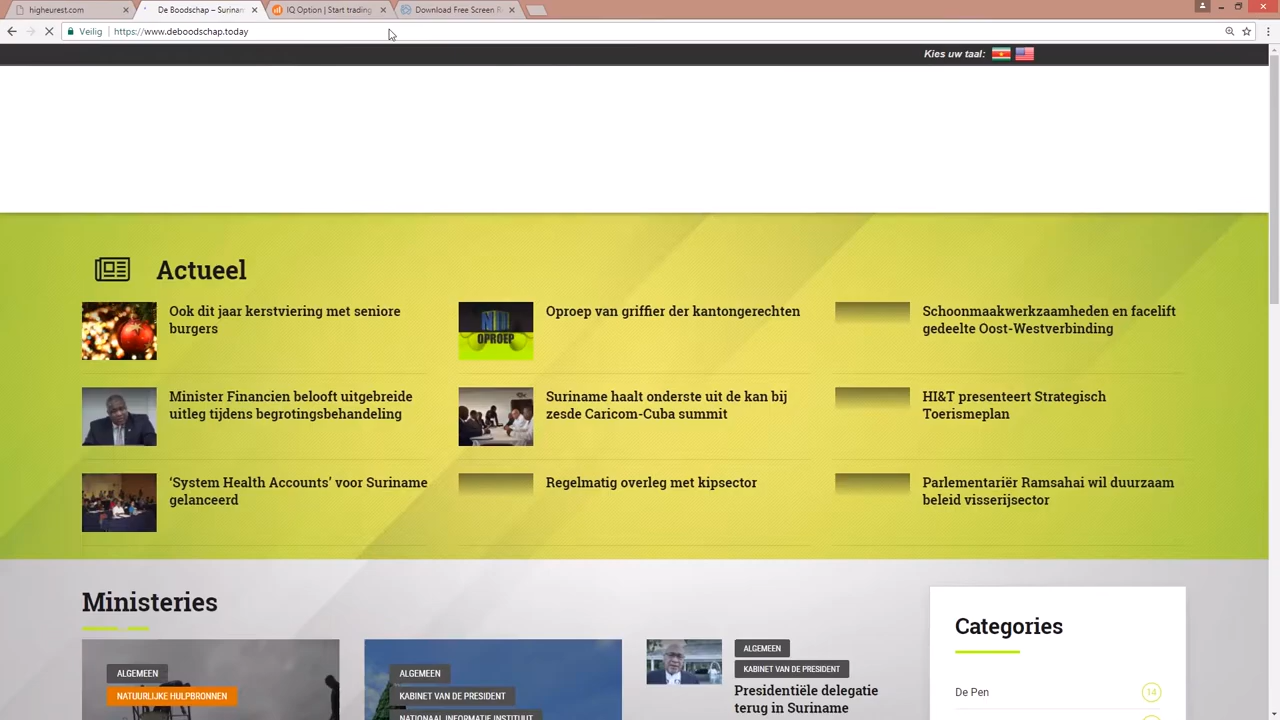 higheurest.com
De Boodschap – Surinam
IQ Option | Start trading
Download Free Screen R
Veilig
https://www.deboodschap.today
Kies uw taal:
Actueel
Ook dit jaar kerstviering met seniore
burgers
Oproep van griffier der kantongerechten
OPROEP
Schoonmaakwerkzaamheden en facelift
gedeelte Oost-Westverbinding
Minister Financien belooft uitgebreide
uitleg tijdens begrotingsbehandeling
Suriname haalt onderste uit de kan bij
zesde Caricom-Cuba summit
HI&T presenteert Strategisch
Toerismeplan
‘System Health Accounts’ voor Suriname
gelanceerd
Regelmatig overleg met kipsector
Parlementariër Ramsahai wil duurzaam
beleid visserijsector
Ministeries
ALGEMEEN
NATUURLIJKE HULPBRONNEN
ALGEMEEN
KABINET VAN DE PRESIDENT
NATIONAAL INFORMATIE INSTITUUT
ALGEMEEN
KABINET VAN DE PRESIDENT
Presidentiële delegatie
terug in Suriname
Categories
De Pen
14